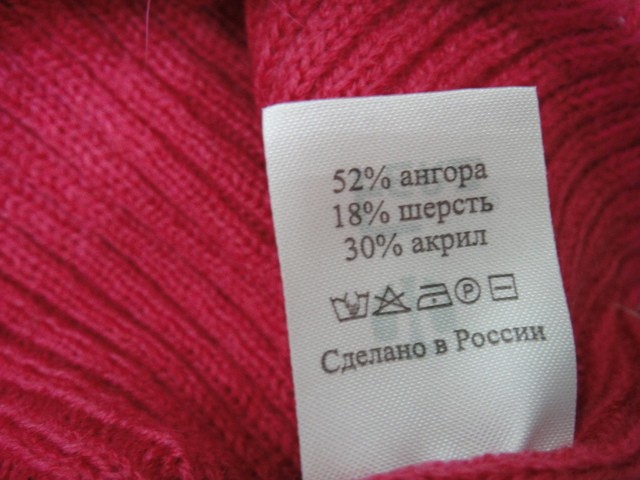 52% ангора
18% шерсть
30% акрил
P
Сделано в России